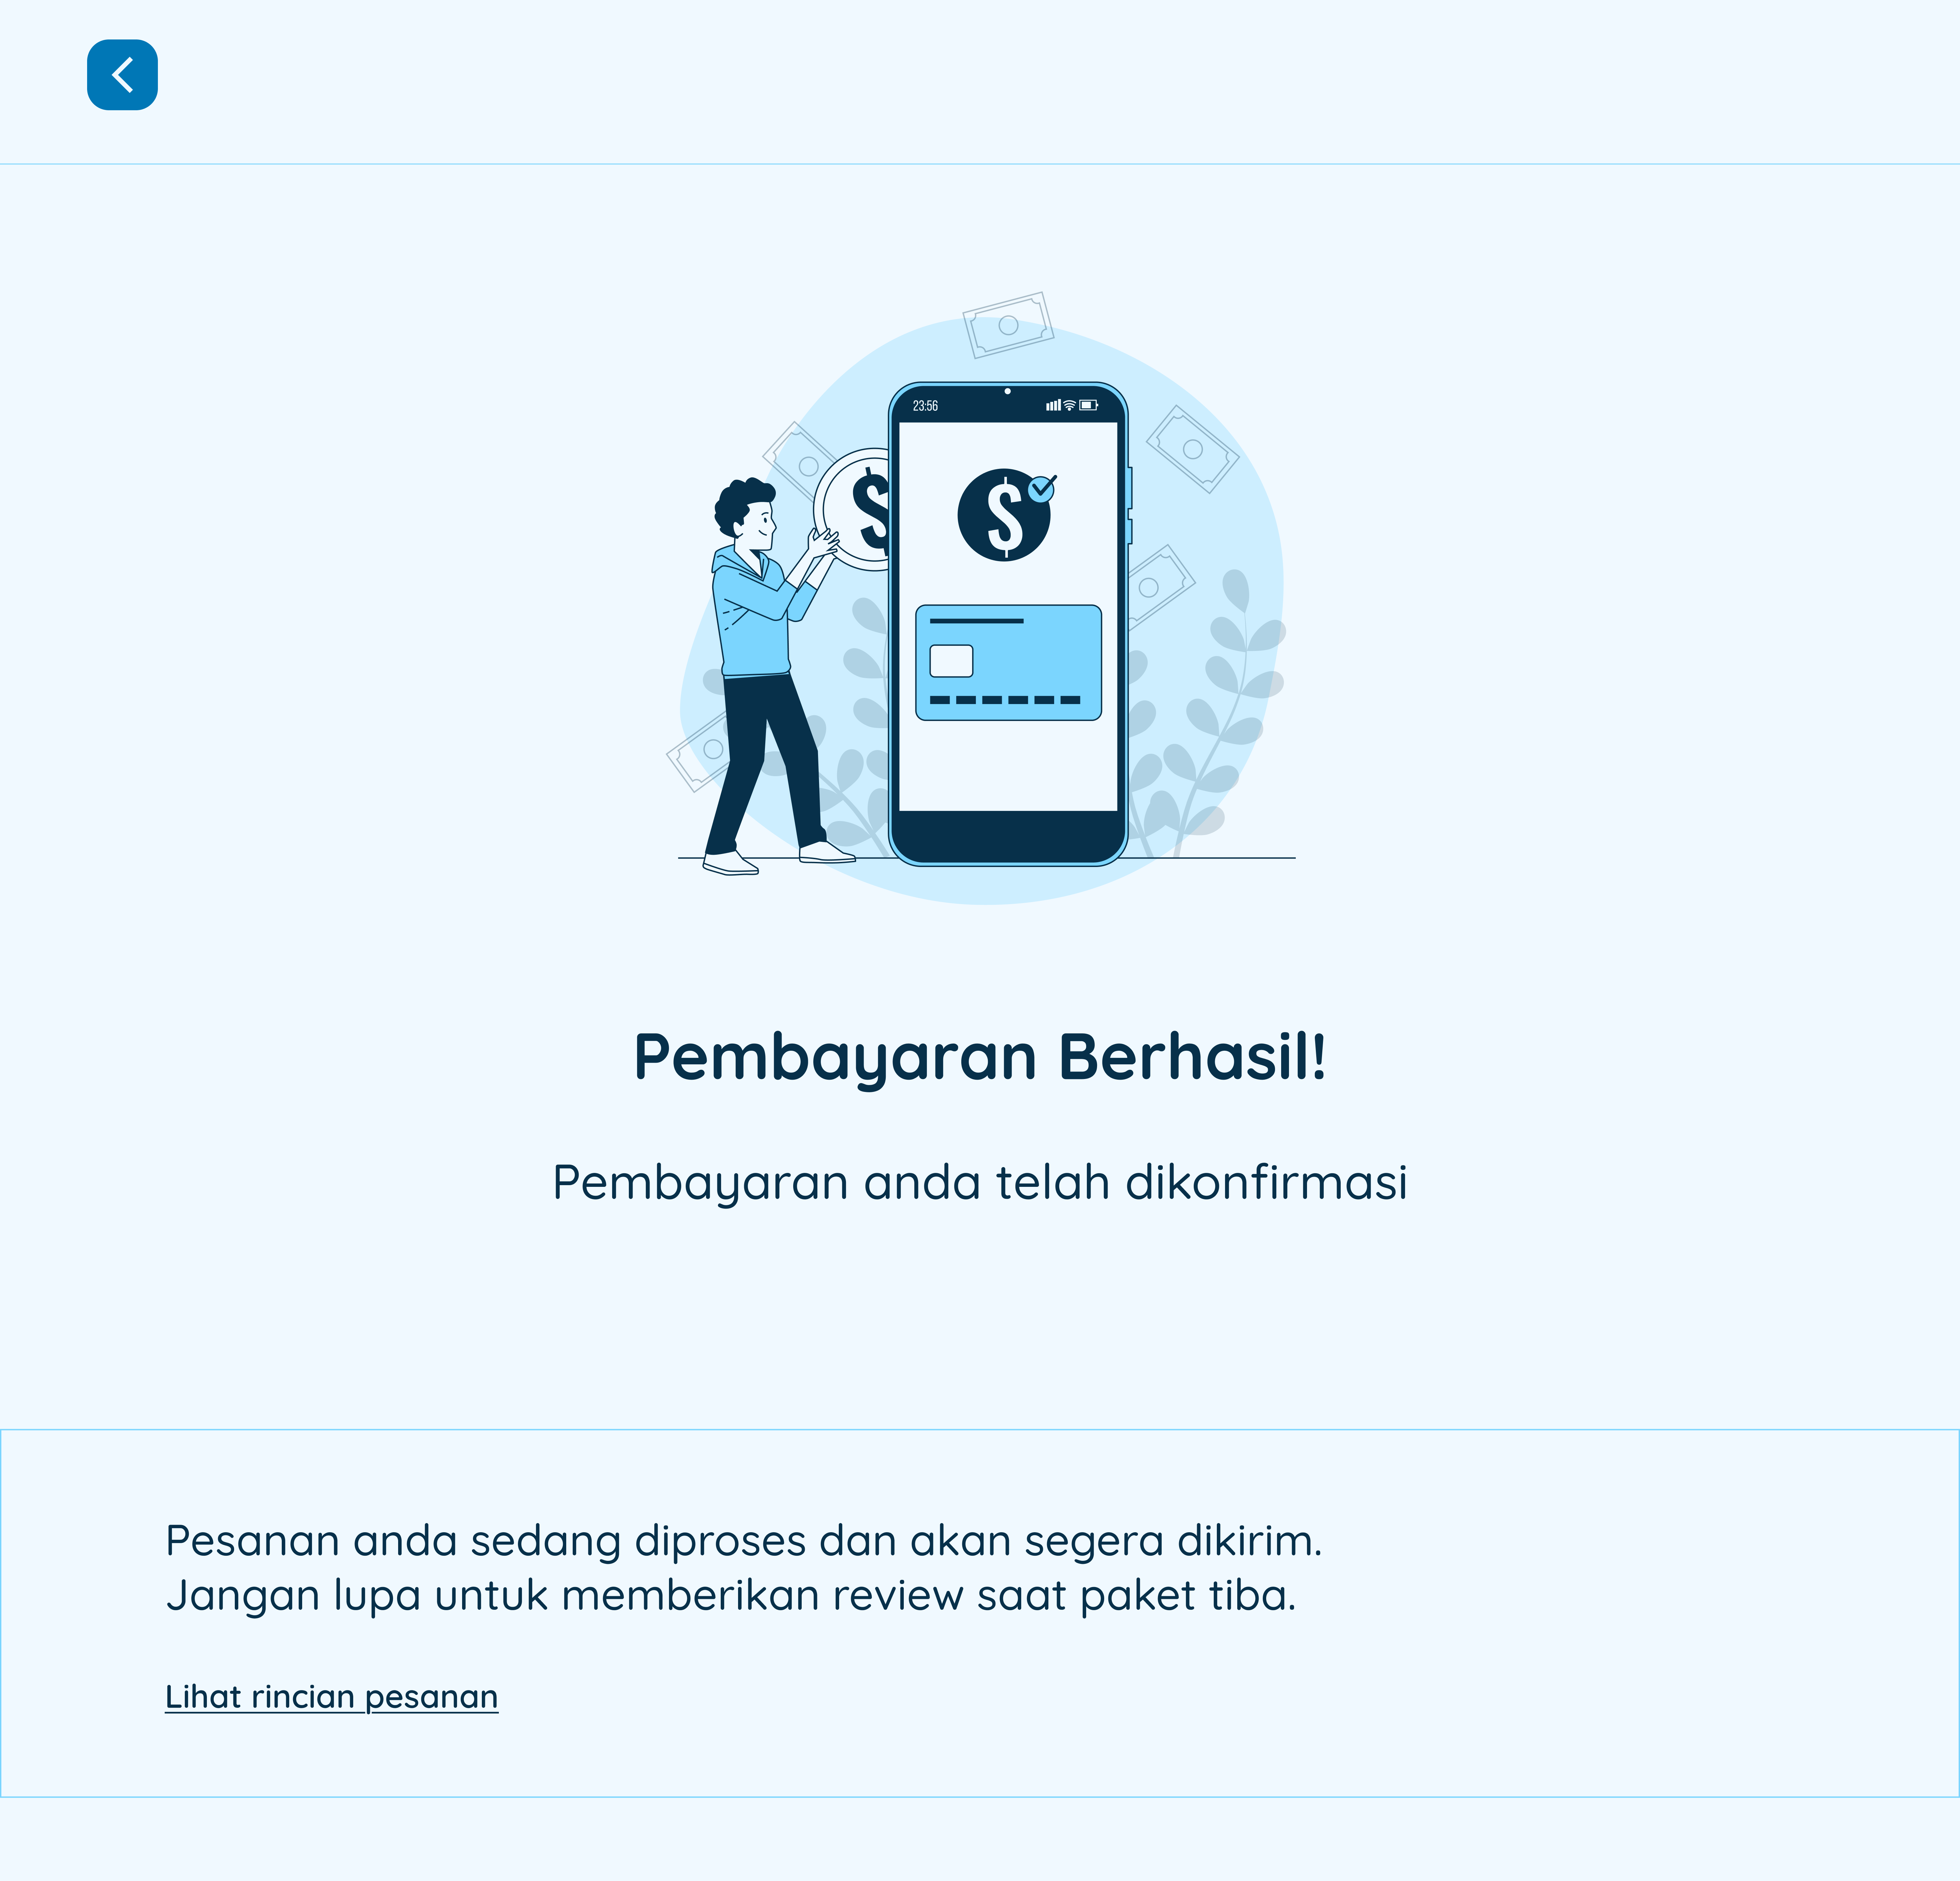 23:56
$
$
Pembayaran Berhasil!
Pembayaran anda telah dikonfirmasi
Pesanan anda sedang diproses dan akan segera dikirim.
Jangan lupa untuk memberikan review saat paket tiba.
Lihat rincian pesanan